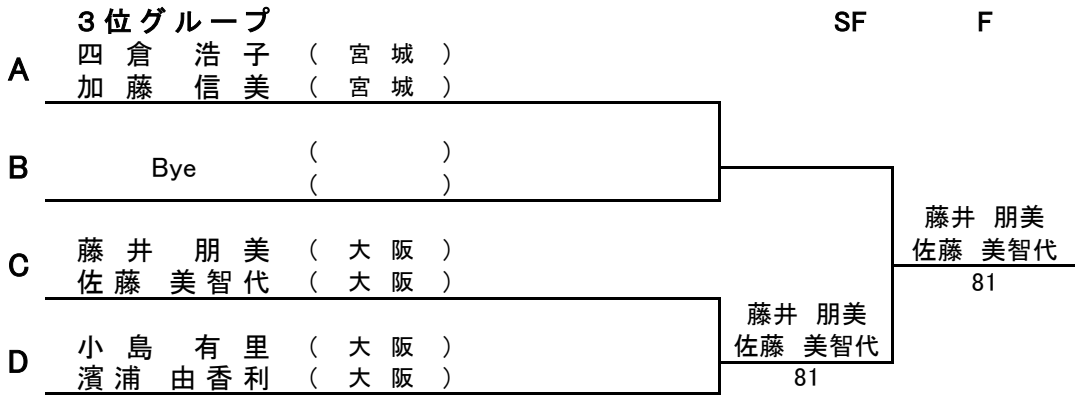 3位グループ SF F
A 四倉 浩子 ( 宮城 )
加藤 信美 ( 宮城 )
B Bye ( )
( )
C 藤井 朋美 ( 大阪 )
佐藤 美智代 ( 大阪 )
D 小島 有里 ( 大阪 )
濱浦 由香利 ( 大阪 )
藤井 朋美
佐藤 美智代
81
藤井 朋美
佐藤 美智代
81